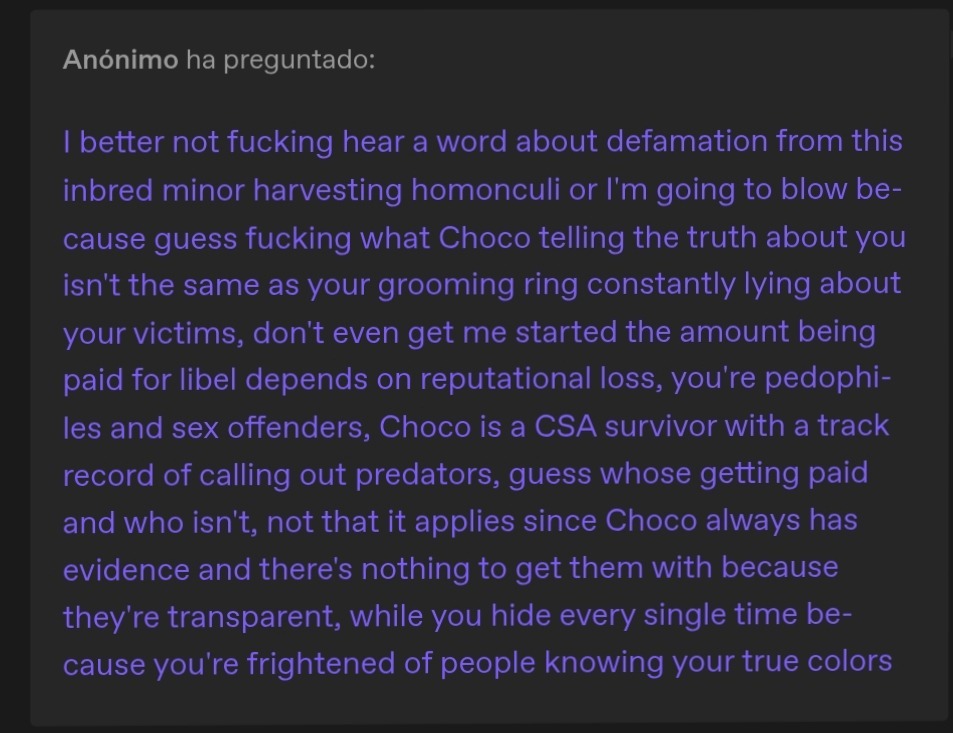 Anónimo ha preguntado:
I better not fucking hear a word about defamation from this
inbred minor harvesting homonculi or I'm going to blow be-
cause guess fucking what Choco telling the truth about you
isn't the same as your grooming ring constantly lying about
your victims, don't even get me started the amount being
paid for libel depends on reputational loss, you're pedophi-
les and sex offenders, Choco is a CSA survivor with a track
record of calling out predators, guess whose getting paid
and who isn't, not that it applies since Choco always has
evidence and there's nothing to get them with because
they're transparent, while you hide every single time be-
cause you're frightened of people knowing your true colors